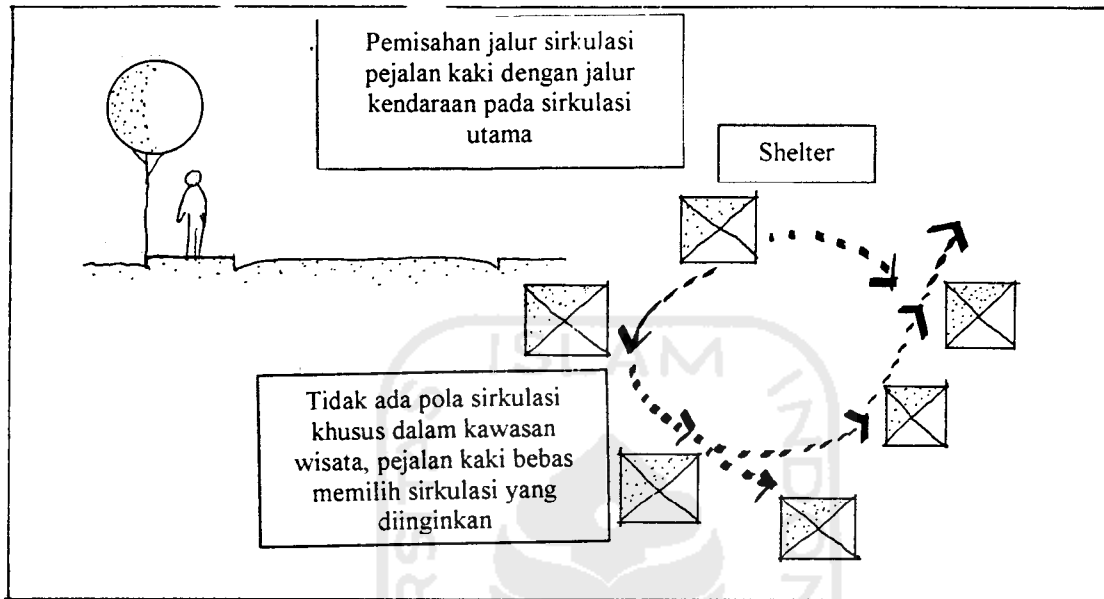 Pemisahan jalur sirkulasi
pejalan kaki dengan jalur
kendaraan pada sirkulasi
utama
Shelter
Tidak ada pola sirkulasi
khusus dalam kawasan
wisata, pejalan kaki bebas
memilih sirkulasi yang
diinginkan
ISLAM